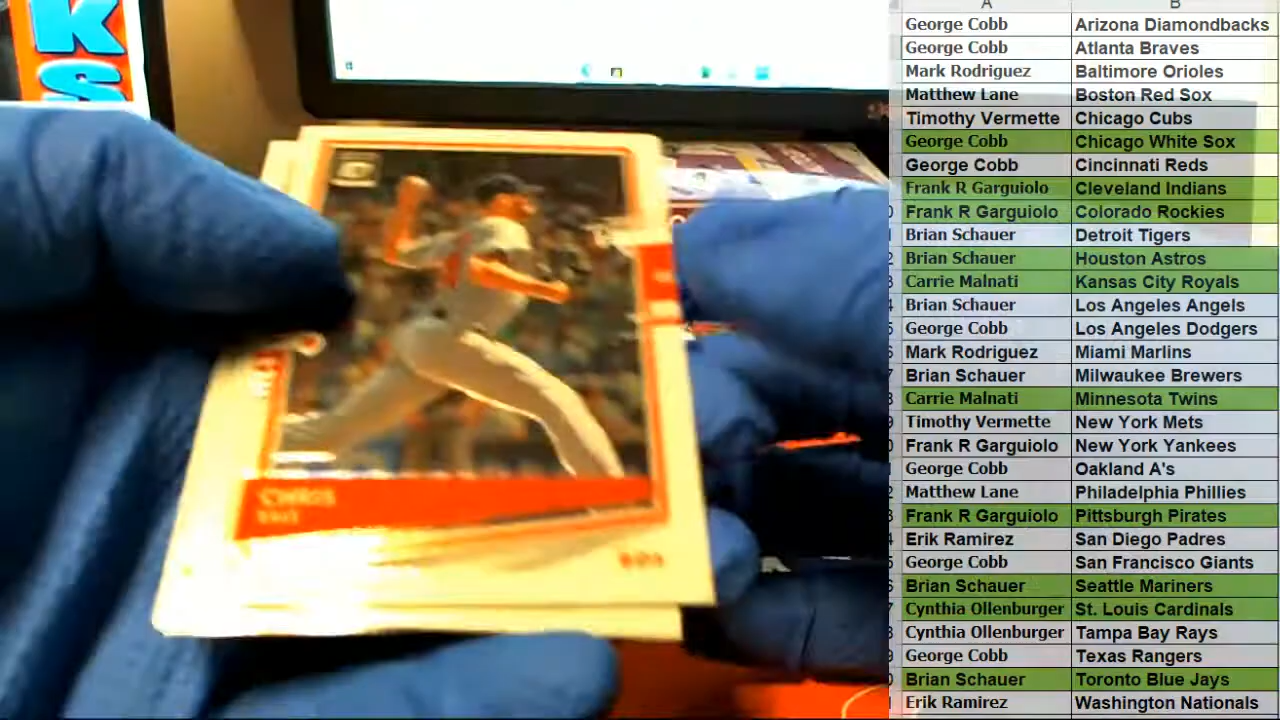 KS
A B
George Cobb Arizona Diamondbacks
George Cobb Atlanta Braves
Mark Rodriguez Baltimore Orioles
Matthew Lane Boston Red Sox
Timothy Vermette Chicago Cubs
George Cobb Chicago White Sox
George Cobb Cincinnati Reds
Frank R Garguiolo Cleveland Indians
Frank R Garguiolo Colorado Rockies
Brian Schauer Detroit Tigers
Brian Schauer Houston Astros
Carrie Malnati Kansas City Royals
Brian Schauer Los Angeles Angels
George Cobb Los Angeles Dodgers
Mark Rodriguez Miami Marlins
Brian Schauer Milwaukee Brewers
Carrie Malnati Minnesota Twins
Timothy Vermette New York Mets
Frank R Garguiolo New York Yankees
George Cobb Oakland A's
Matthew Lane Philadelphia Phillies
Frank R Garguiolo Pittsburgh Pirates
Erik Ramirez San Diego Padres
George Cobb San Francisco Giants
Brian Schauer Seattle Mariners
Cynthia Ollenburger St. Louis Cardinals
Cynthia Ollenburger Tampa Bay Rays
George Cobb Texas Rangers
Brian Schauer Toronto Blue Jays
Erik Ramirez Washington Nationals
CHRIS